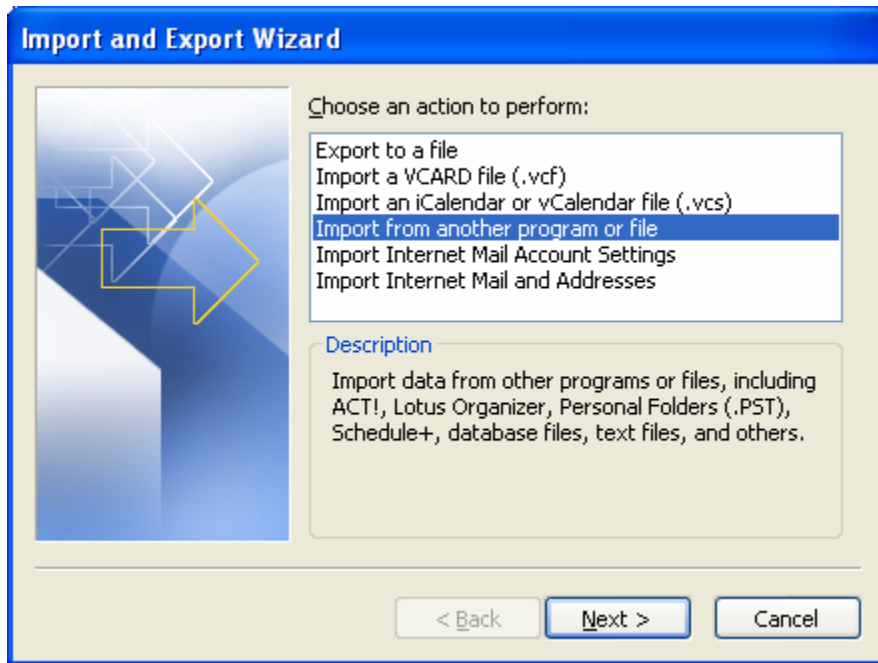 Import and Export Wizard
Choose an action to perform:
Export to a file
Import a VCARD file (.vcf)
Import an iCalendar or vCalendar file (.vcs)
Import from another program or file
Import Internet Mail Account Settings
Import Internet Mail and Addresses
Description
Import data from other programs or files, including
ACT!, Lotus Organizer, Personal Folders (.PST),
Schedule+, database files, text files, and others.
< Back Next > Cancel